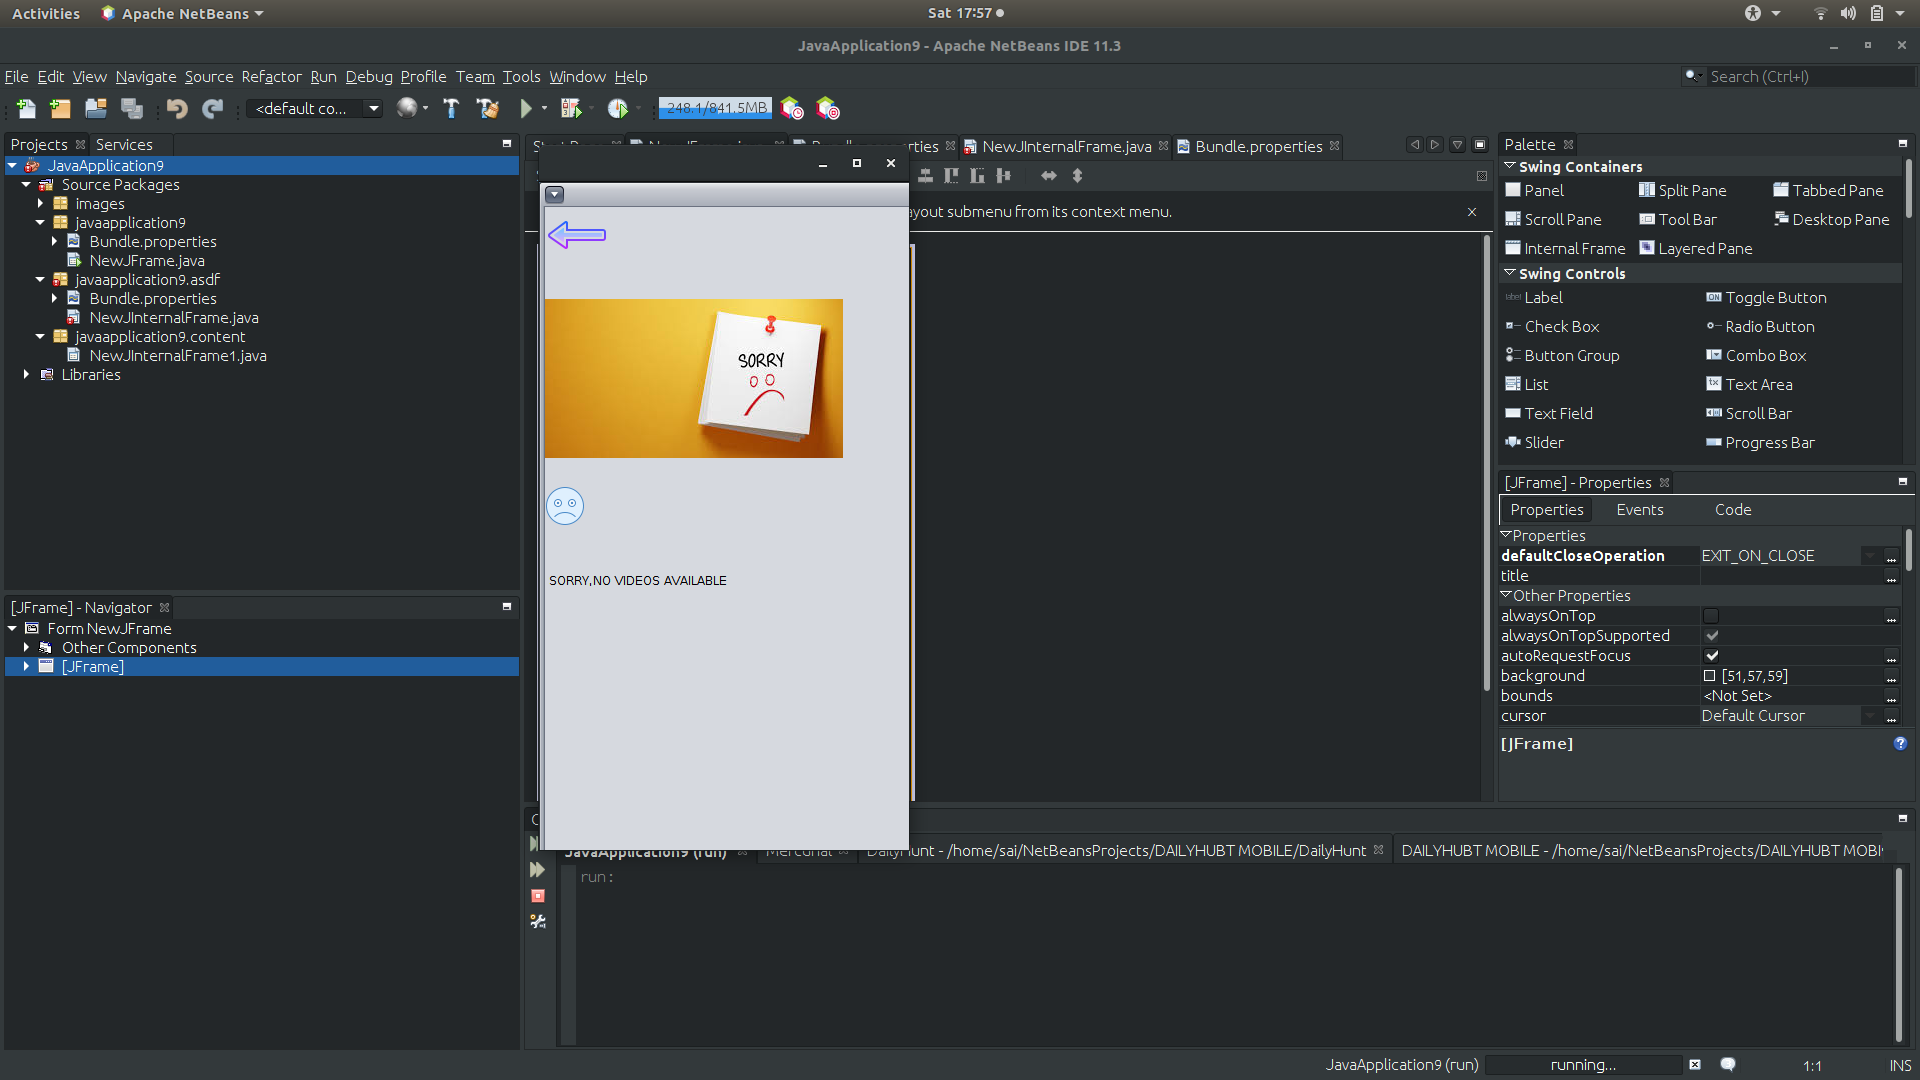 Activities
Apache NetBeans
Sat 17:57
JavaApplication9 - Apache NetBeans IDE 11.3
File Edit View Navigate Source Refactor Run Debug Profile Team Tools Window Help
Search (Ctrl+I)
<default co...
248.1/841.5MB
Projects
Services
JavaApplication9
Source Packages
images
javaapplication9
Bundle.properties
NewJFrame.java
javaapplication9.asdf
Bundle.properties
NewJInternalFrame.java
javaapplication9.content
NewJInternalFrame1.java
Libraries
[JFrame] - Navigator
Form NewJFrame
Other Components
[JFrame]
NewJInternalFrame.java
Bundle.properties
layout submenu from its context menu.
SORRY
SORRY,NO VIDEOS AVAILABLE
JavaApplication9 (run)
Mercurial
DailyHunt - /home/sai/NetBeansProjects/DAILYHUBT MOBILE/DailyHunt
DAILYHUBT MOBILE - /home/sai/NetBeansProjects/DAILYHUBT MOBI
run:
Palette
Swing Containers
Panel
Split Pane
Tabbed Pane
Scroll Pane
Tool Bar
Desktop Pane
Internal Frame
Layered Pane
Swing Controls
label Label
ON Toggle Button
Check Box
Radio Button
Button Group
Combo Box
List
Text Area
Text Field
Scroll Bar
Slider
Progress Bar
[JFrame] - Properties
Properties
Events
Code
Properties
defaultCloseOperation
EXIT_ON_CLOSE
title
Other Properties
alwaysOnTop
alwaysOnTopSupported
autoRequestFocus
background
[51,57,59]
bounds
<Not Set>
cursor
Default Cursor
[JFrame]
JavaApplication9 (run)
running...
1:1
INS